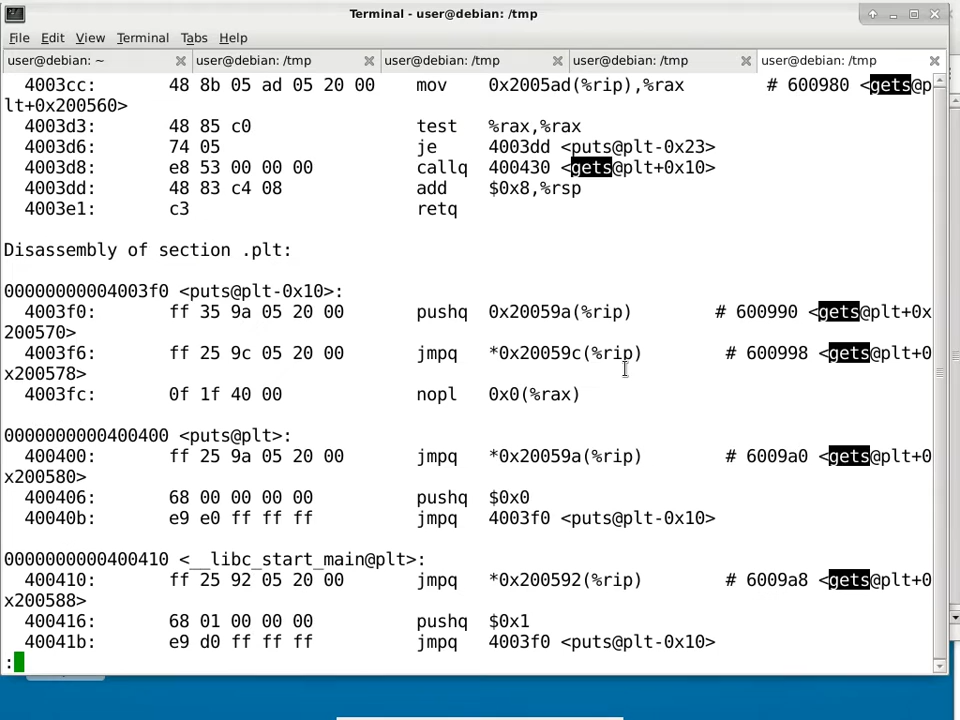 Terminal - user@debian: /tmp
File Edit View Terminal Tabs Help
user@debian: ~ user@debian: /tmp user@debian: /tmp user@debian: /tmp user@debian: /tmp
4003cc: 48 8b 05 ad 05 20 00 mov 0x2005ad(%rip),%rax # 600980 <gets@p
lt+0x200560>
4003d3: 48 85 c0 test %rax,%rax
4003d6: 74 05 je 4003dd <puts@plt-0x23>
4003d8: e8 53 00 00 00 callq 400430 <gets@plt+0x10>
4003dd: 48 83 c4 08 add $0x8,%rsp
4003e1: c3 retq
Disassembly of section .plt:
00000000004003f0 <puts@plt-0x10>:
4003f0: ff 35 9a 05 20 00 pushq 0x20059a(%rip) # 600990 <gets@plt+0x
200570>
4003f6: ff 25 9c 05 20 00 jmpq *0x20059c(%rip) # 600998 <gets@plt+0
x200578>
4003fc: 0f 1f 40 00 nopl 0x0(%rax)
0000000000400400 <puts@plt>:
400400: ff 25 9a 05 20 00 jmpq *0x20059a(%rip) # 6009a0 <gets@plt+0
x200580>
400406: 68 00 00 00 00 pushq $0x0
40040b: e9 e0 ff ff ff jmpq 4003f0 <puts@plt-0x10>
0000000000400410 <__libc_start_main@plt>:
400410: ff 25 92 05 20 00 jmpq *0x200592(%rip) # 6009a8 <gets@plt+0
x200588>
400416: 68 01 00 00 00 pushq $0x1
40041b: e9 d0 ff ff ff jmpq 4003f0 <puts@plt-0x10>
: